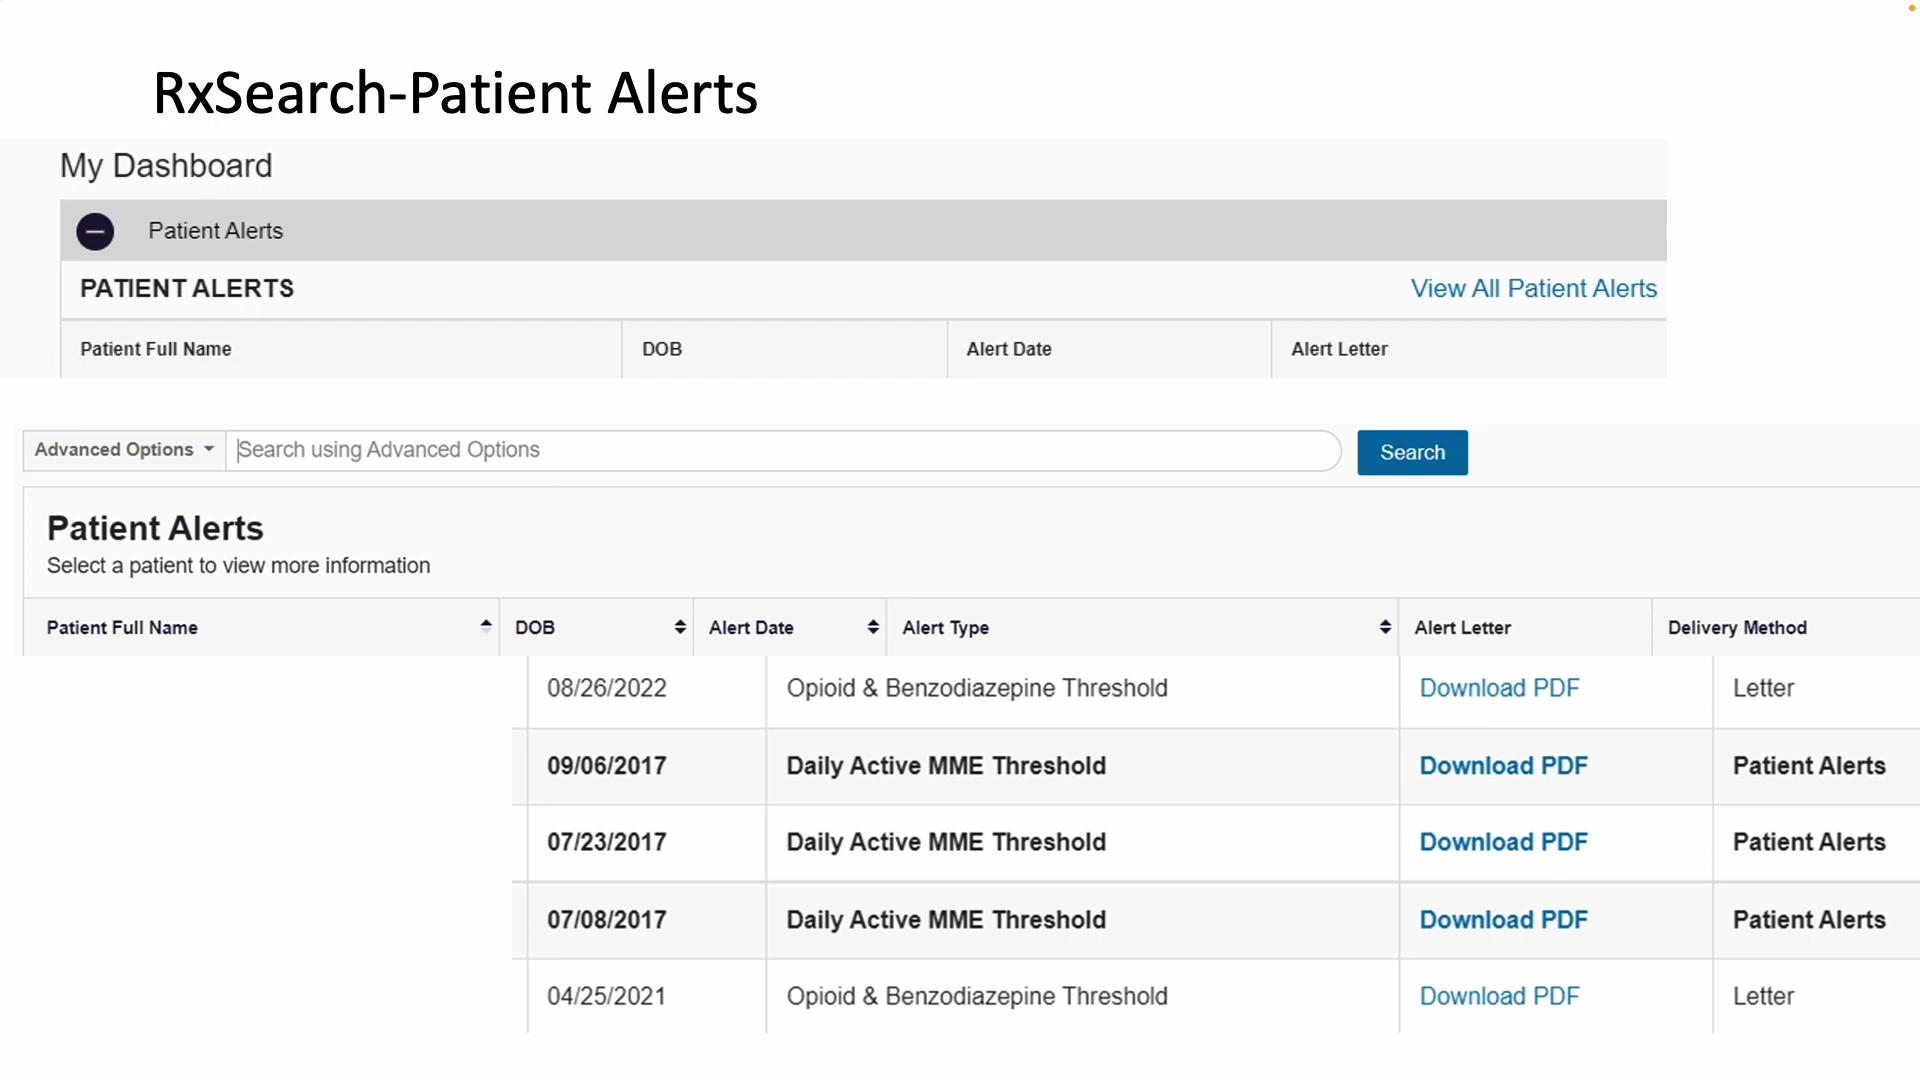 RxSearch-Patient Alerts
My Dashboard
Patient Alerts
PATIENT ALERTS View All Patient Alerts
Patient Full Name DOB Alert Date Alert Letter
Advanced Options Search using Advanced Options Search
Patient Alerts
Select a patient to view more information
Patient Full Name DOB Alert Date Alert Type Alert Letter Delivery Method
08/26/2022 Opioid & Benzodiazepine Threshold Download PDF Letter
09/06/2017 Daily Active MME Threshold Download PDF Patient Alerts
07/23/2017 Daily Active MME Threshold Download PDF Patient Alerts
07/08/2017 Daily Active MME Threshold Download PDF Patient Alerts
04/25/2021 Opioid & Benzodiazepine Threshold Download PDF Letter